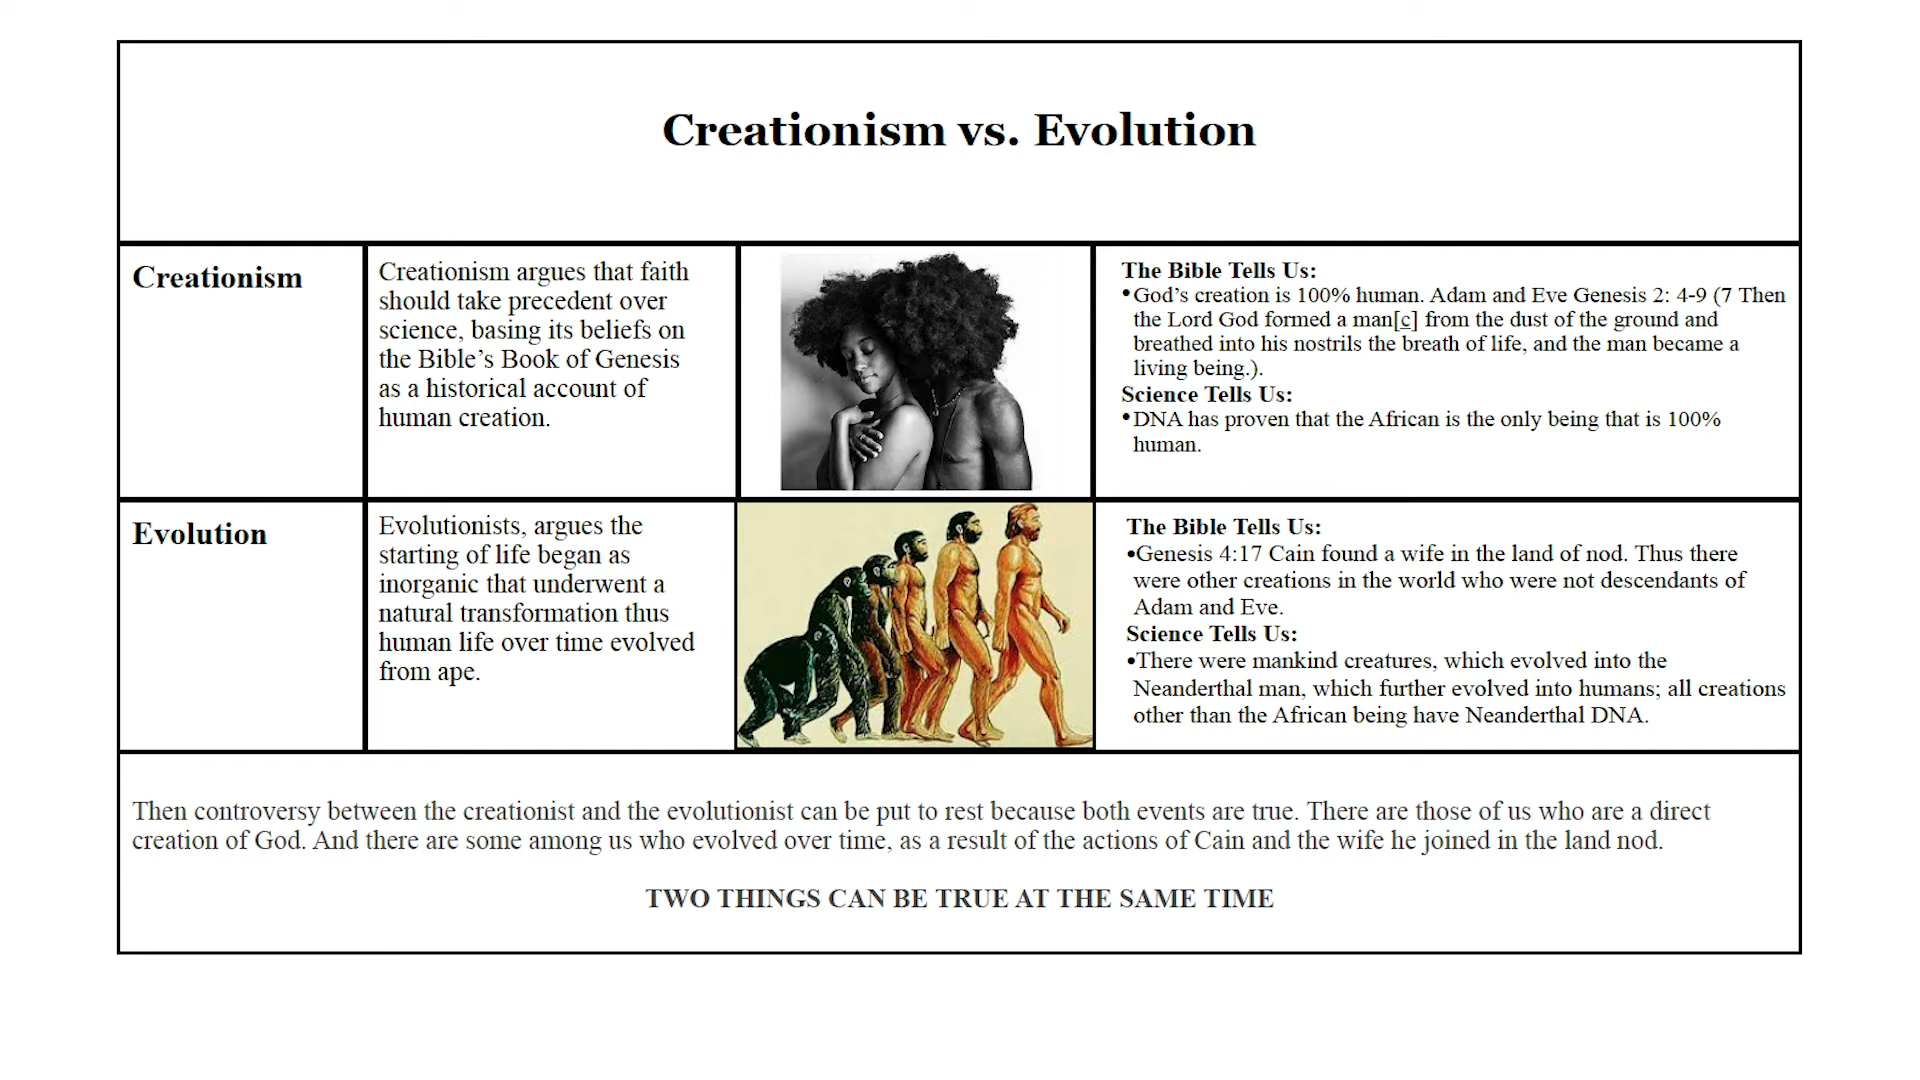 Creationism vs. Evolution
Creationism
Creationism argues that faith
should take precedent over
science, basing its beliefs on
the Bible’s Book of Genesis
as a historical account of
human creation.
The Bible Tells Us:
•God’s creation is 100% human. Adam and Eve Genesis 2: 4-9 (7 Then
the Lord God formed a man[c] from the dust of the ground and
breathed into his nostrils the breath of life, and the man became a
living being.).
Science Tells Us:
•DNA has proven that the African is the only being that is 100%
human.
Evolution
Evolutionists, argues the
starting of life began as
inorganic that underwent a
natural transformation thus
human life over time evolved
from ape.
The Bible Tells Us:
•Genesis 4:17 Cain found a wife in the land of nod. Thus there
were other creations in the world who were not descendants of
Adam and Eve.
Science Tells Us:
•There were mankind creatures, which evolved into the
Neanderthal man, which further evolved into humans; all creations
other than the African being have Neanderthal DNA.
Then controversy between the creationist and the evolutionist can be put to rest because both events are true. There are those of us who are a direct
creation of God. And there are some among us who evolved over time, as a result of the actions of Cain and the wife he joined in the land nod.
TWO THINGS CAN BE TRUE AT THE SAME TIME